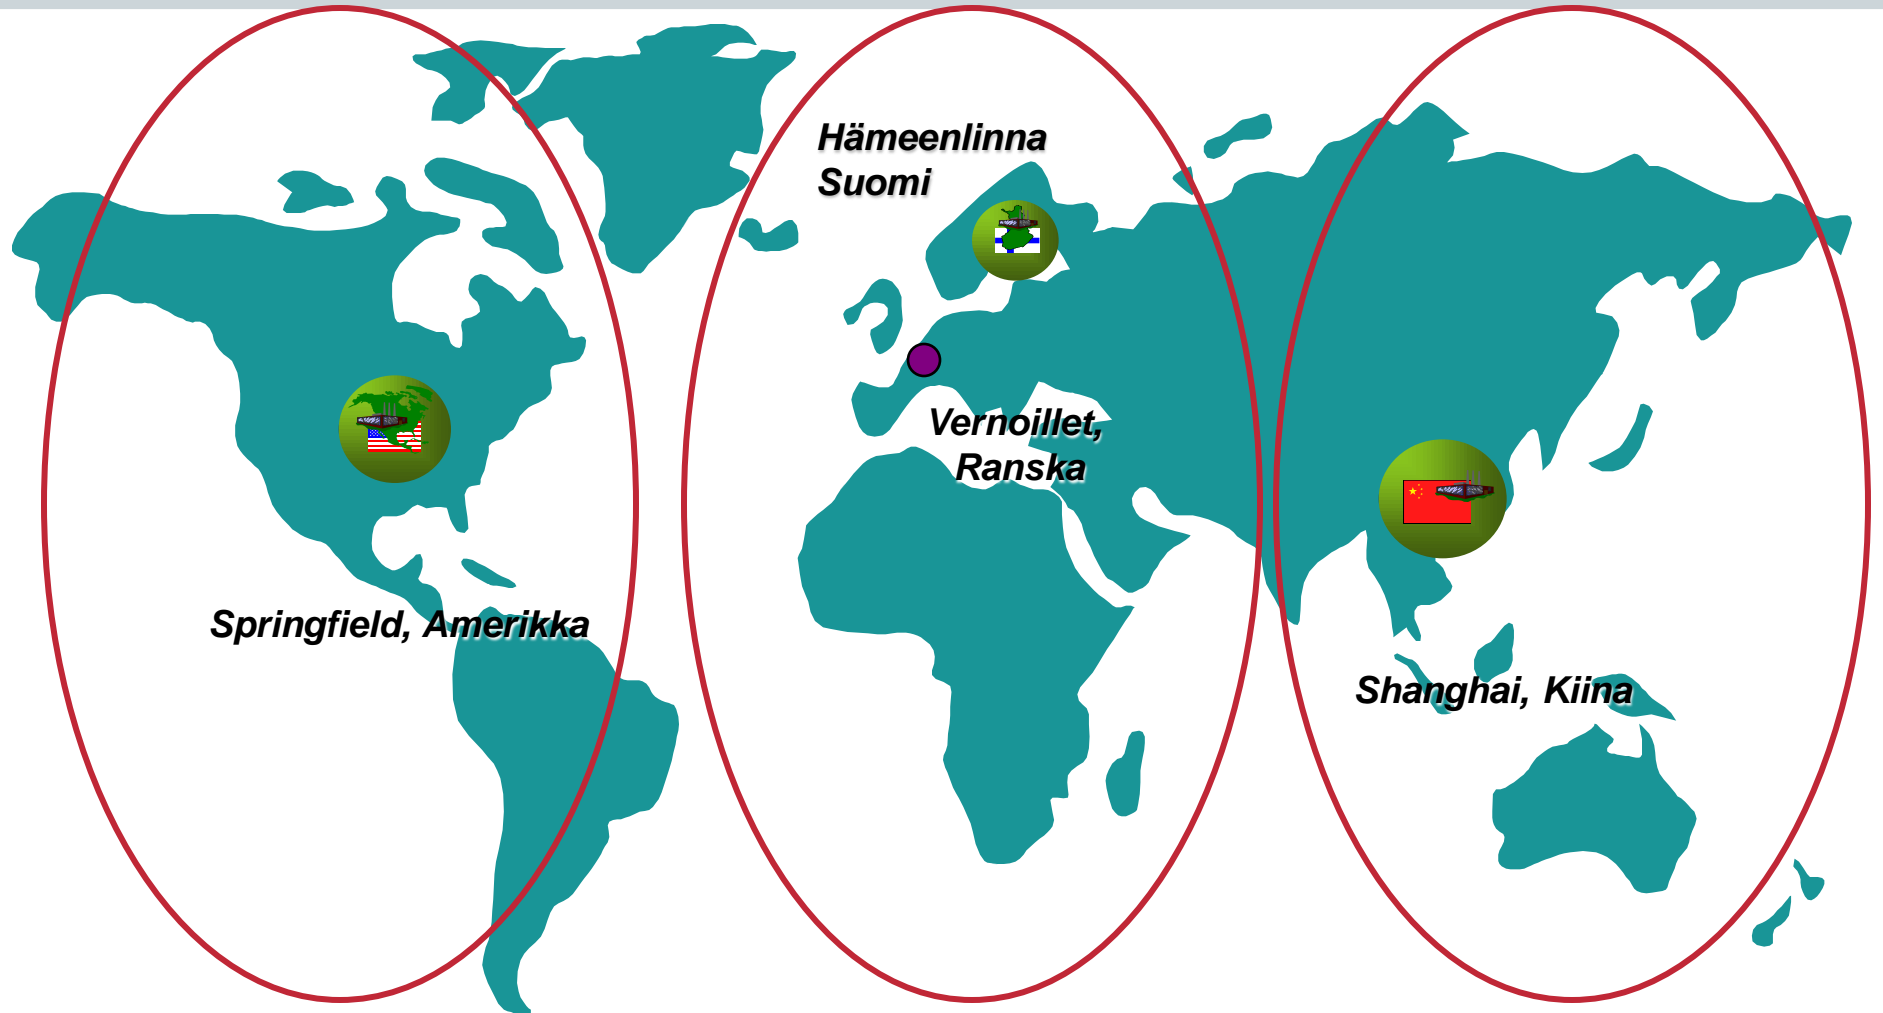 Hämeenlinna
Suomi
Vernoillet,
Ranska
Springfield, Amerikka
Shanghai, Kiina